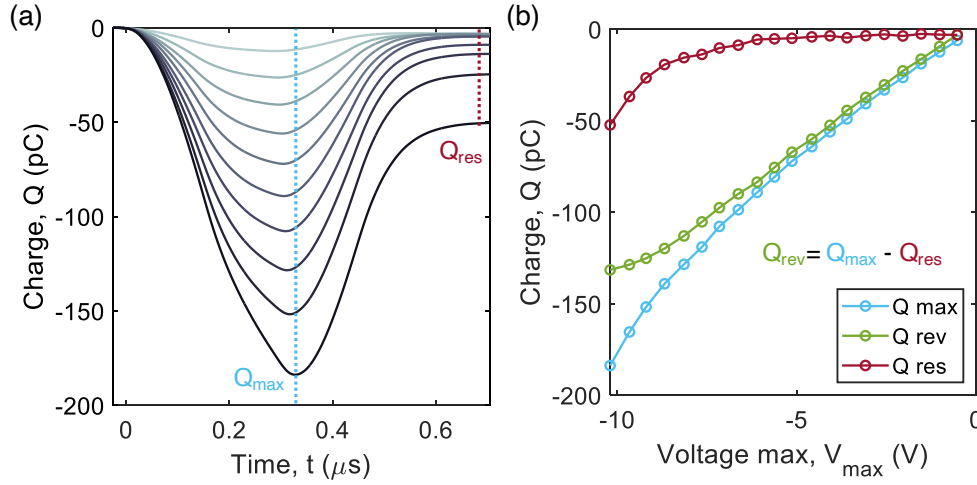 (a)
0
-50
-100
-150
-200
Charge, Q (pC)
0
0.2
0.4
0.6
Time, t (μs)
Qmax
Qres
(b)
0
-50
-100
-150
-200
Charge, Q (pC)
-10
-5
0
Voltage max, Vmax (V)
Qrev= Qmax - Qres
Q max
Q rev
Q res